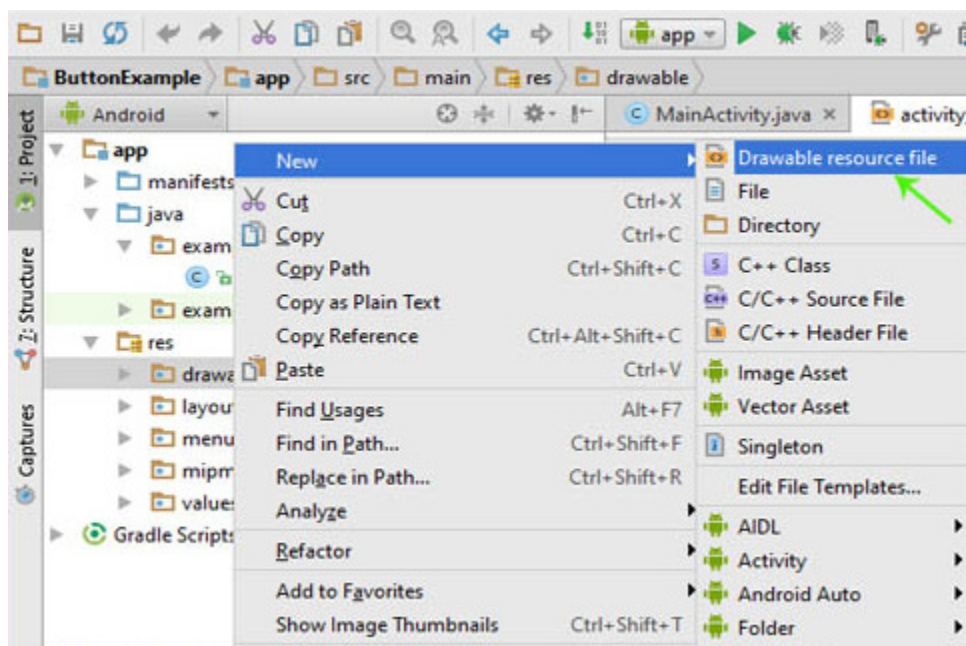 app
ButtonExample app src main res drawable
1: Project
Z: Structure
Captures
Android
MainActivity.java
activity
app
manifests
java
exam
exam
res
drawa
layou
menu
mipm
values
Gradle Scripts
New
Cut Ctrl+X
Copy Ctrl+C
Copy Path Ctrl+Shift+C
Copy as Plain Text
Copy Reference Ctrl+Alt+Shift+C
Paste Ctrl+V
Find Usages Alt+F7
Find in Path... Ctrl+Shift+F
Replace in Path... Ctrl+Shift+R
Analyze
Refactor
Add to Favorites
Show Image Thumbnails Ctrl+Shift+T
Drawable resource file
File
Directory
S C++ Class
C++ C/C++ Source File
C/C++ Header File
Image Asset
Vector Asset
Singleton
Edit File Templates...
AIDL
Activity
Android Auto
Folder